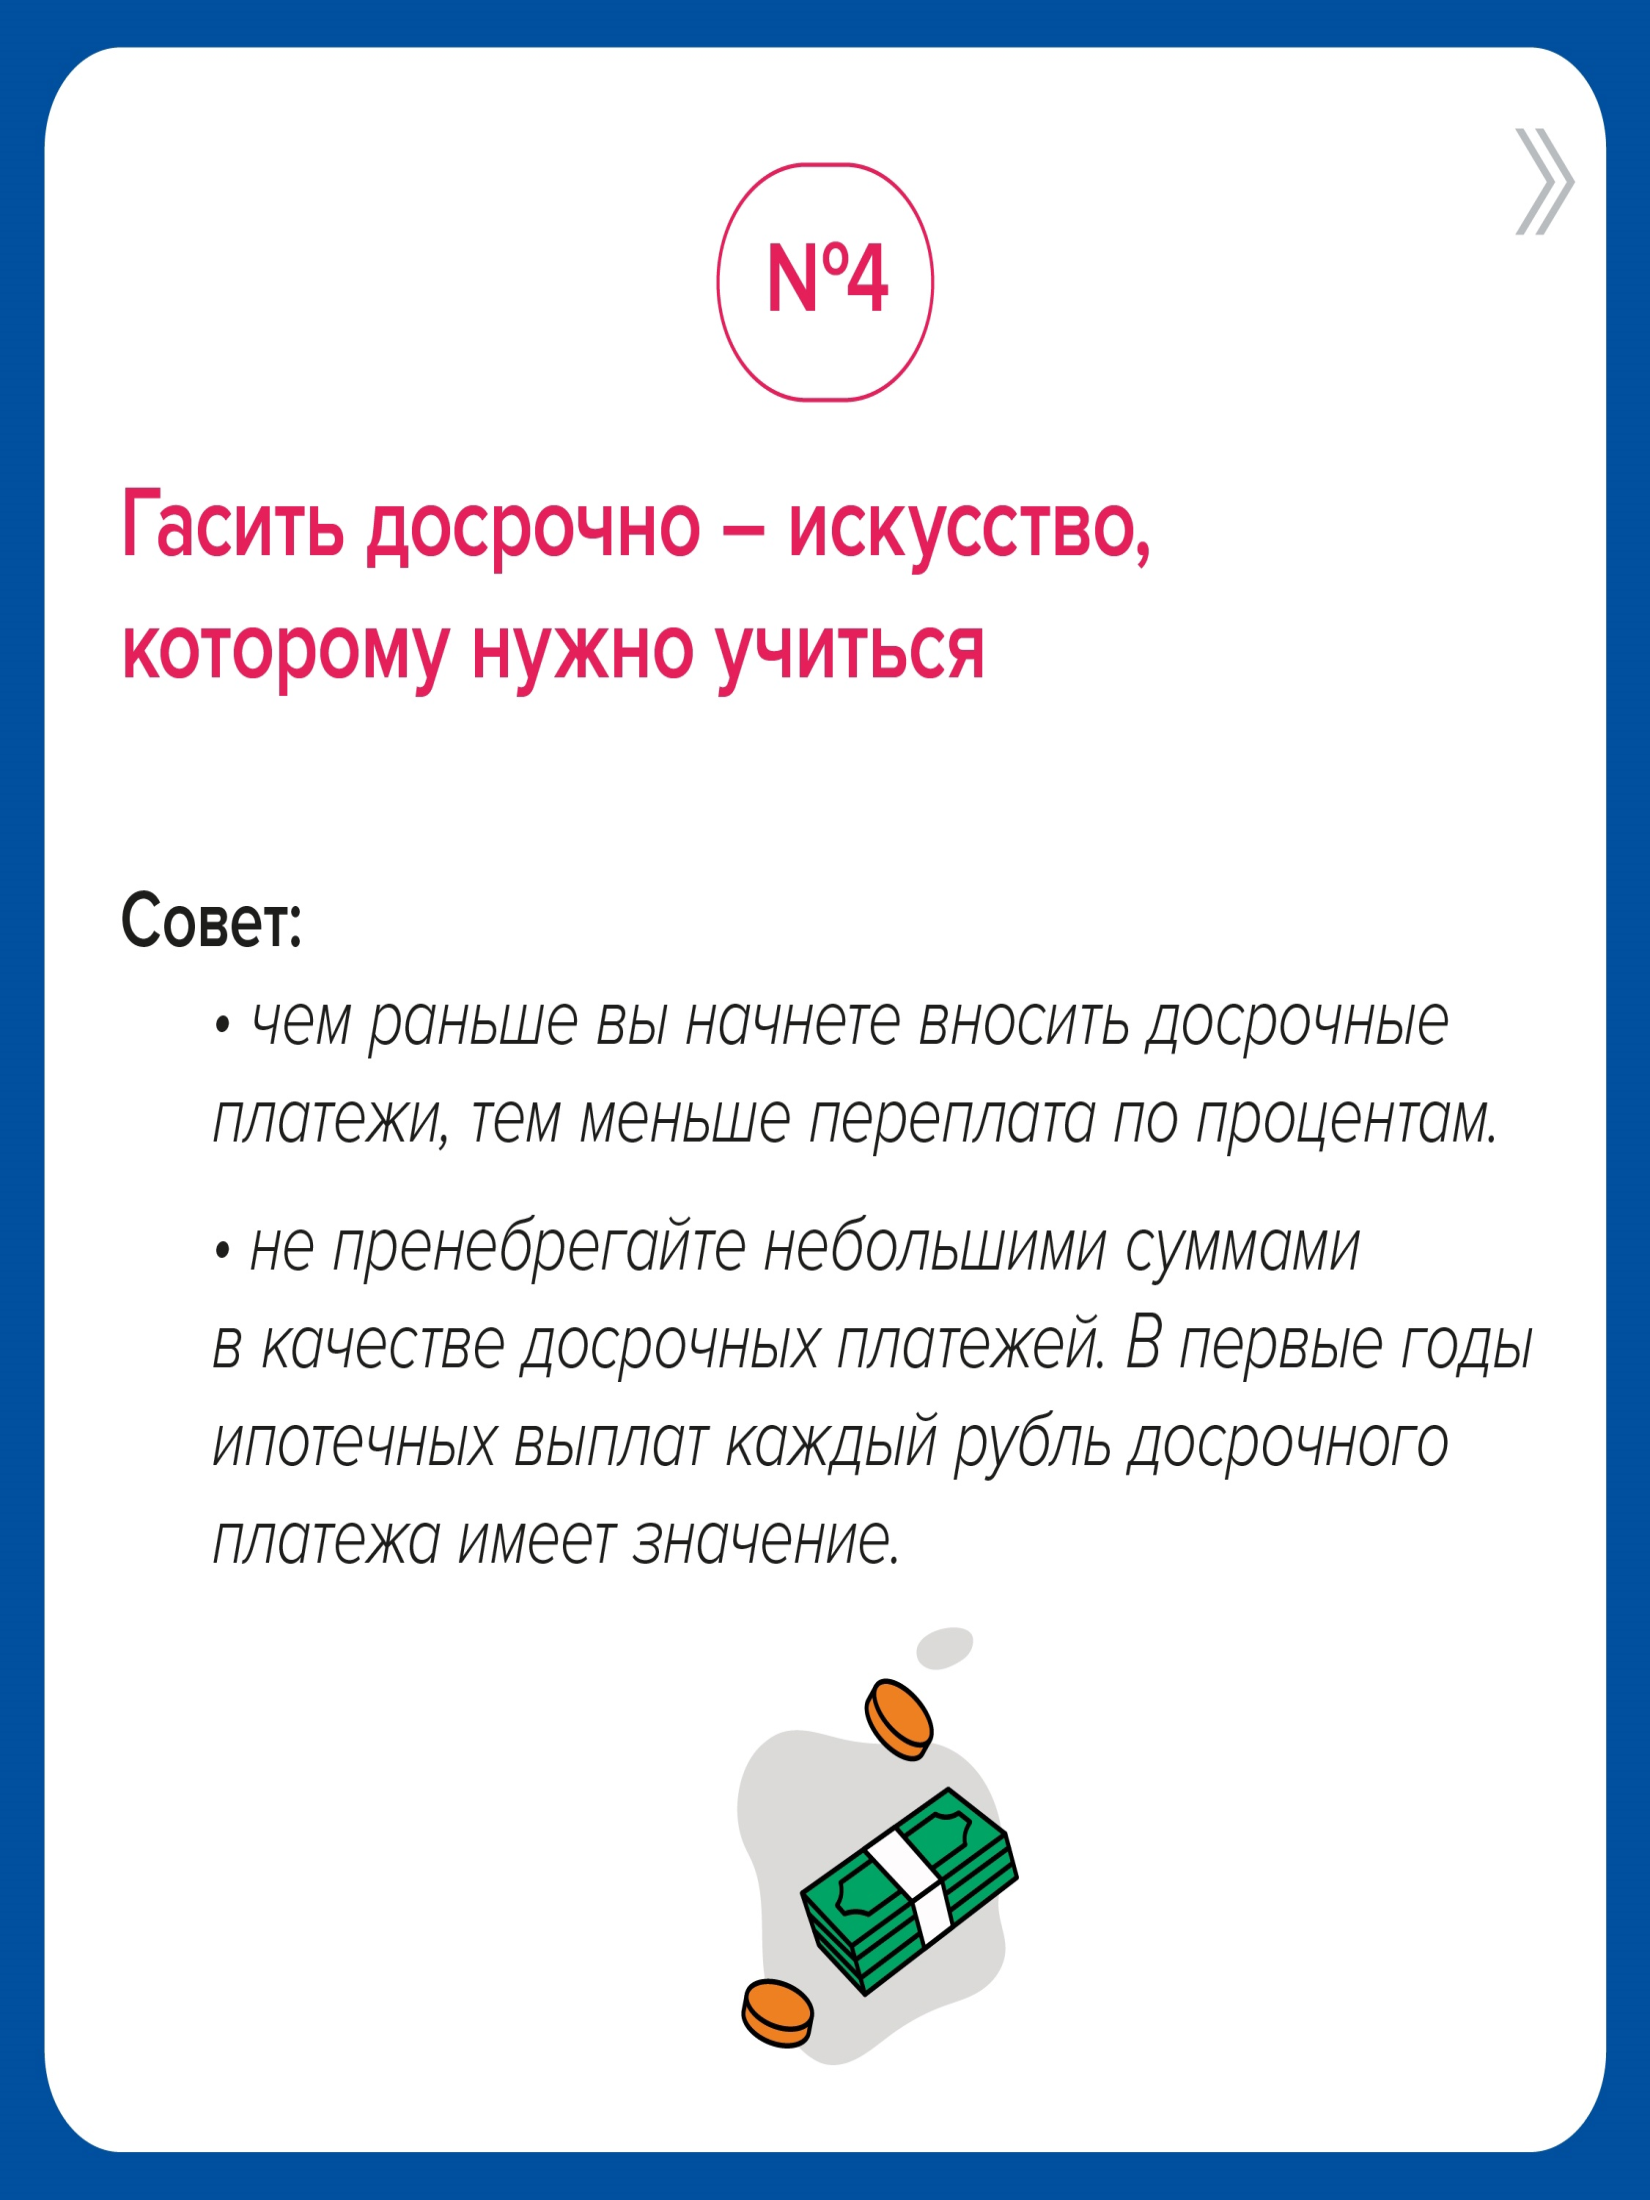 Nº4
Гасить досрочно – искусство,
которому нужно учиться
Совет:
• чем раньше вы начнете вносить досрочные
платежи, тем меньше переплата по процентам.
• не пренебрегайте небольшими суммами
в качестве досрочных платежей. В первые годы
ипотечных выплат каждый рубль досрочного
платежа имеет значение.